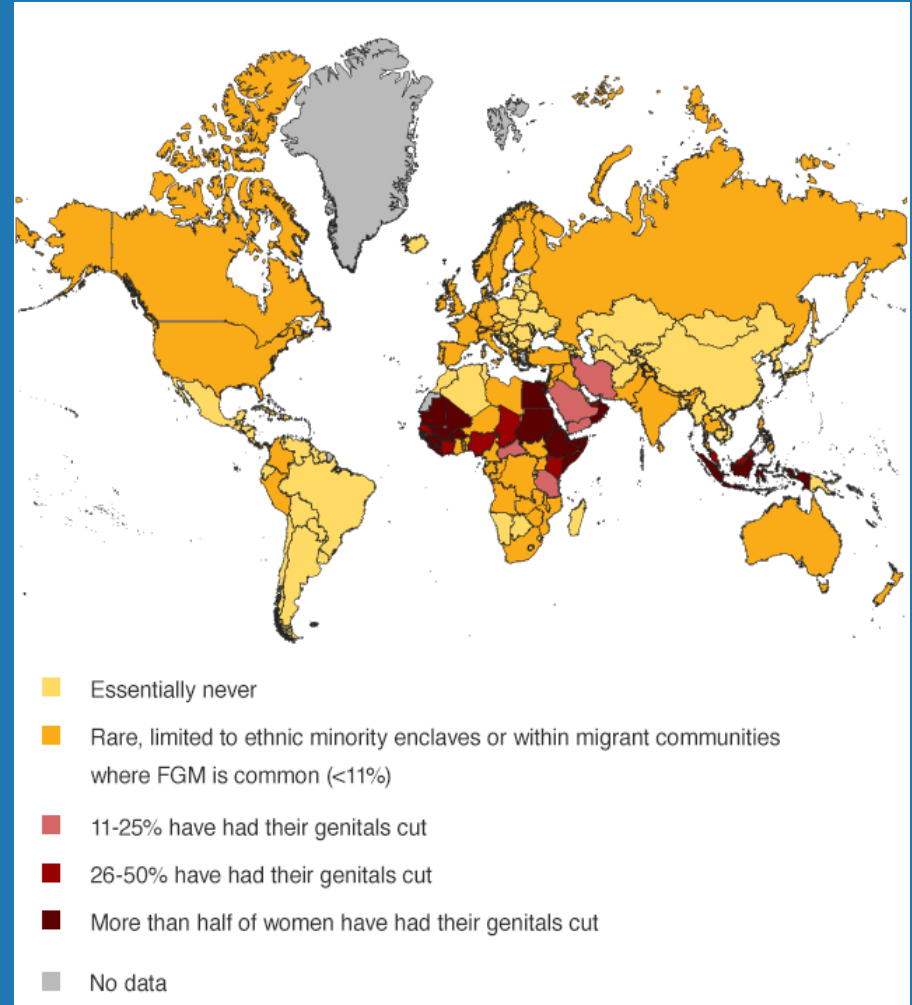 Essentially never
Rare, limited to ethnic minority enclaves or within migrant communities
where FGM is common (<11%)
11-25% have had their genitals cut
26-50% have had their genitals cut
More than half of women have had their genitals cut
No data